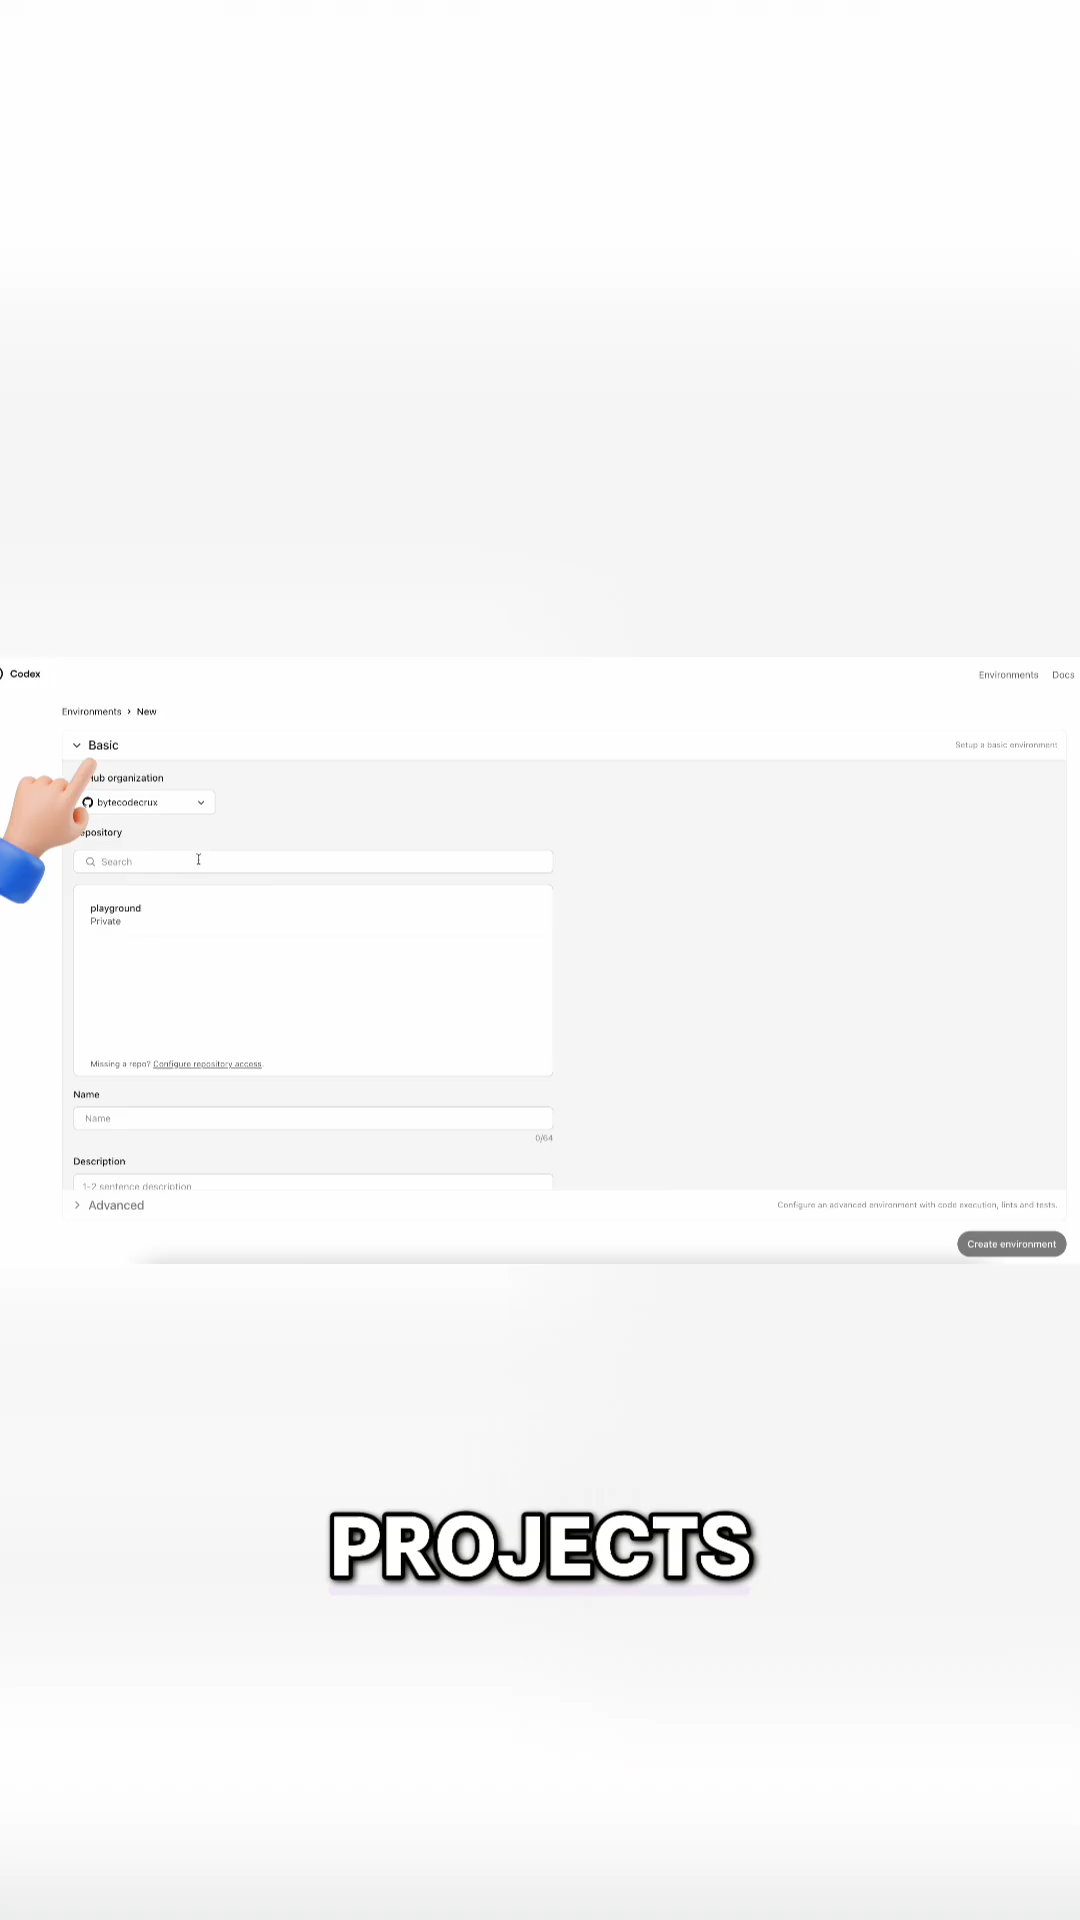 Codex
Environments Docs
Environments › New
Basic
Setup a basic environment
ub organization
bytecodecrux
pository
Search
playground
Private
Missing a repo? Configure repository access.
Name
Name
0/64
Description
1-2 sentence description
Advanced
Configure an advanced environment with code execution, lints and tests.
Create environment
PROJECTS